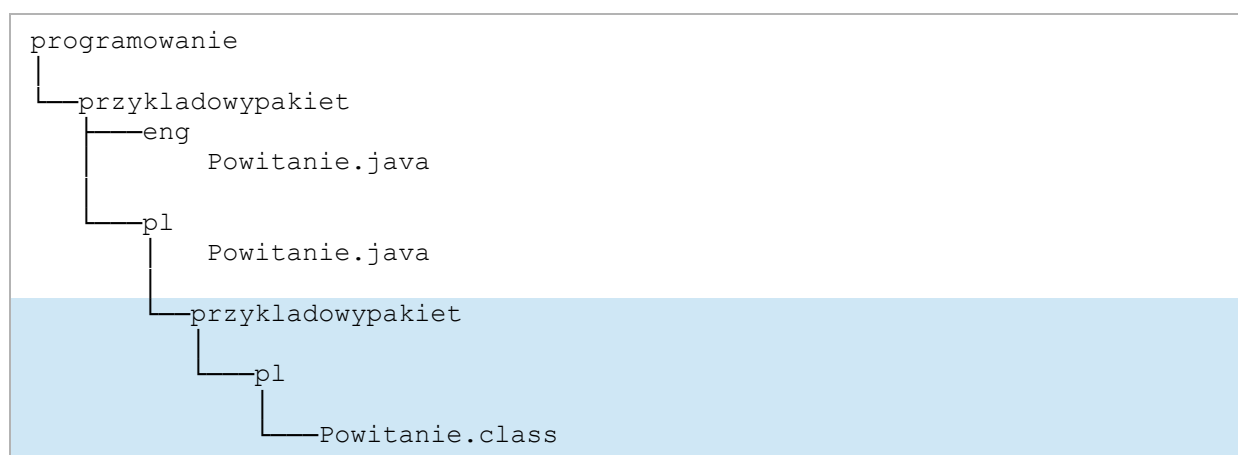 programowanie
przykladowypakiet
eng
Powitanie.java
pl
Powitanie.java
przykladowypakiet
pl
Powitanie.class